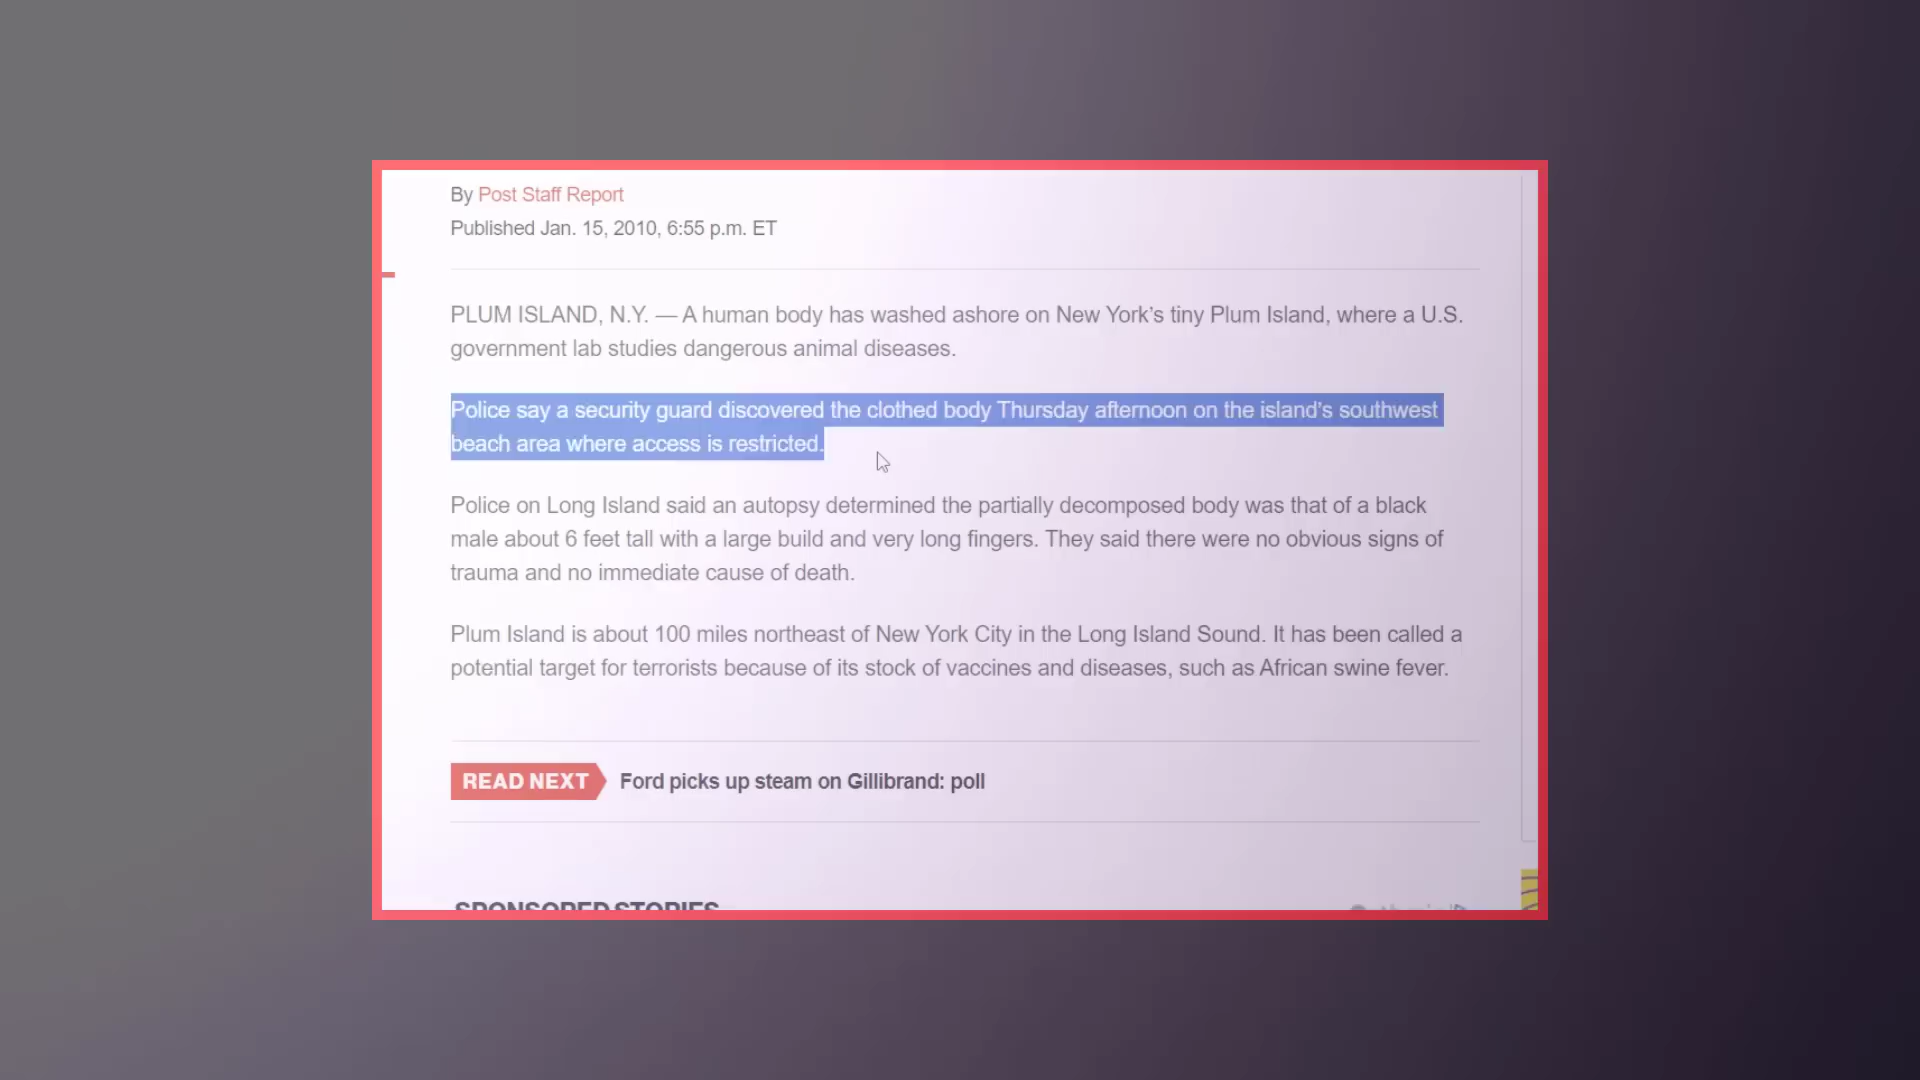 By Post Staff Report
Published Jan. 15, 2010, 6:55 p.m. ET
PLUM ISLAND, N.Y. — A human body has washed ashore on New York’s tiny Plum Island, where a U.S.
government lab studies dangerous animal diseases.
Police say a security guard discovered the clothed body Thursday afternoon on the island’s southwest
beach area where access is restricted.
Police on Long Island said an autopsy determined the partially decomposed body was that of a black
male about 6 feet tall with a large build and very long fingers. They said there were no obvious signs of
trauma and no immediate cause of death.
Plum Island is about 100 miles northeast of New York City in the Long Island Sound. It has been called a
potential target for terrorists because of its stock of vaccines and diseases, such as African swine fever.
READ NEXT Ford picks up steam on Gillibrand: poll
SPONSORED STORIES